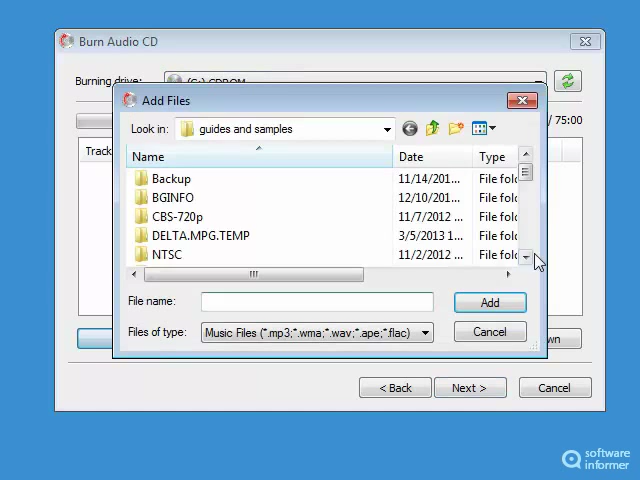 Burn Audio CD
Burning drive:
(G:) CDROM
/ 75:00
Track
Add Files
Look in:
guides and samples
Name
Date
Type
Backup
11/14/201...
File fold
BGINFO
12/10/201...
File fold
CBS-720p
11/7/2012 ...
File fold
DELTA.MPG.TEMP
3/5/2013 1...
File fold
NTSC
11/2/2012 ...
File fold
File name:
Add
Files of type:
Music Files (*.mp3;*.wma;*.wav;*.ape;*.flac)
Cancel
wn
< Back
Next >
Cancel
software
informer